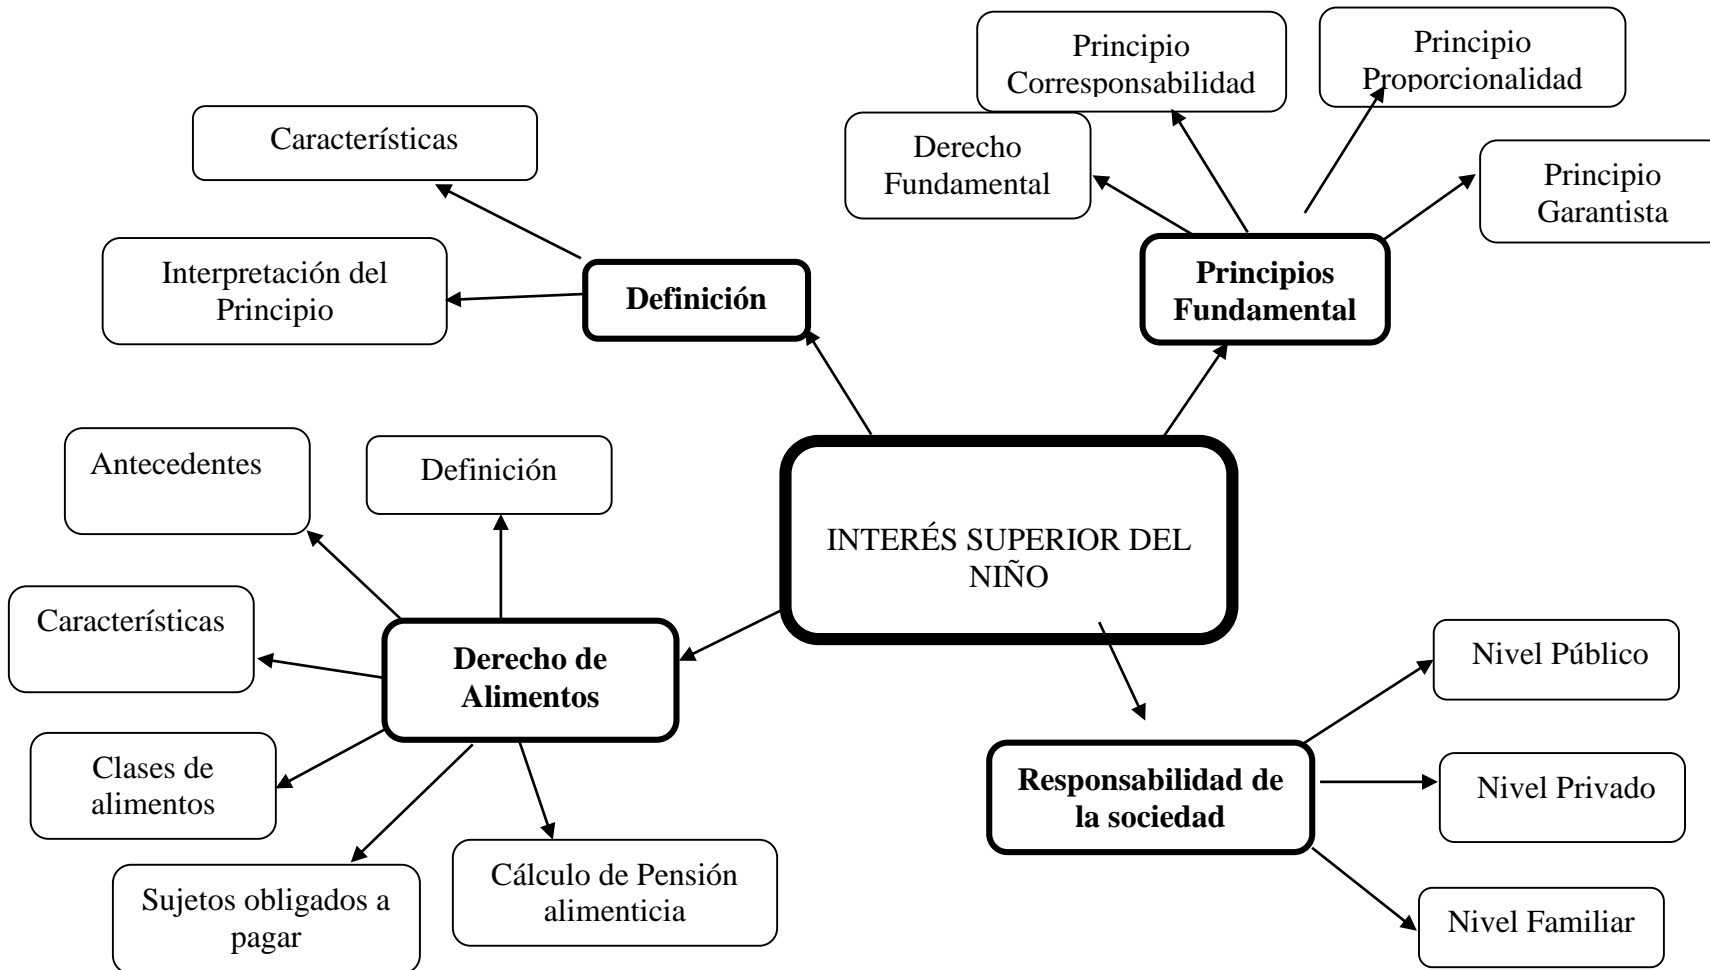 Principio
Corresponsabilidad
Principio
Proporcionalidad
Características
Derecho
Fundamental
Principio
Garantista
Interpretación del
Principio
Definición
Principios
Fundamental
Antecedentes
Definición
INTERÉS SUPERIOR DEL
NIÑO
Características
Derecho de
Alimentos
Nivel Público
Clases de
alimentos
Responsabilidad de
la sociedad
Nivel Privado
Sujetos obligados a
pagar
Cálculo de Pensión
alimenticia
Nivel Familiar